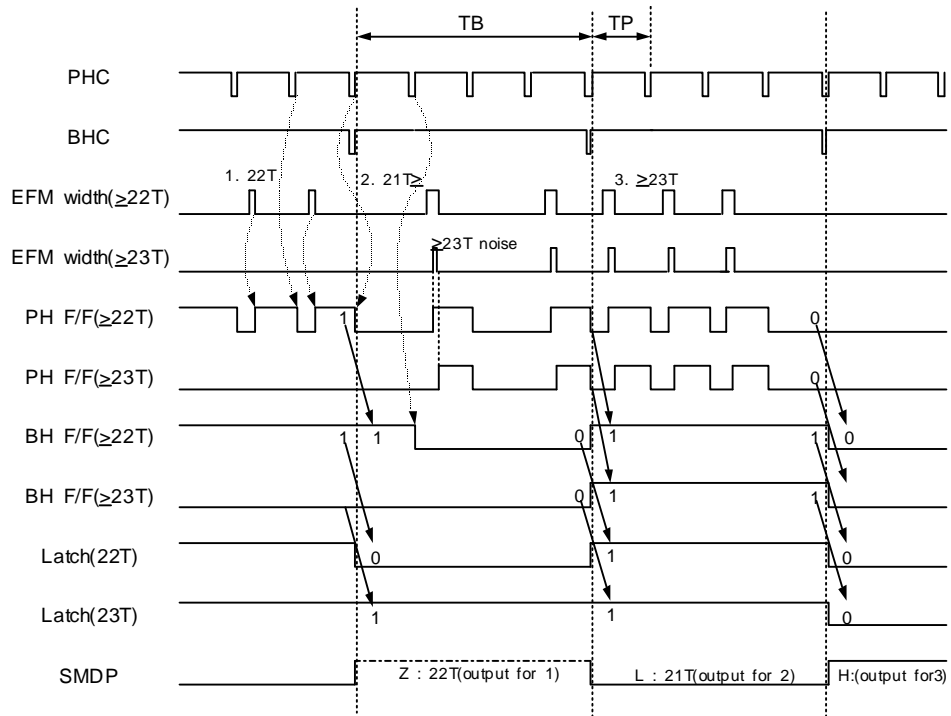 TB TP
PHC
BHC
1. 22T 2. 21T≥ 3. ≥23T
EFM width(≥22T)
≥23T noise
EFM width(≥23T)
PH F/F(≥22T) 1 0
PH F/F(≥23T) 0
BH F/F(≥22T) 1 1 0 1 1 0
BH F/F(≥23T) 0 1 1
Latch(22T) 0 1 0
Latch(23T) 1 1 0
SMDP Z : 22T(output for 1) L : 21T(output for 2) H:(output for3)